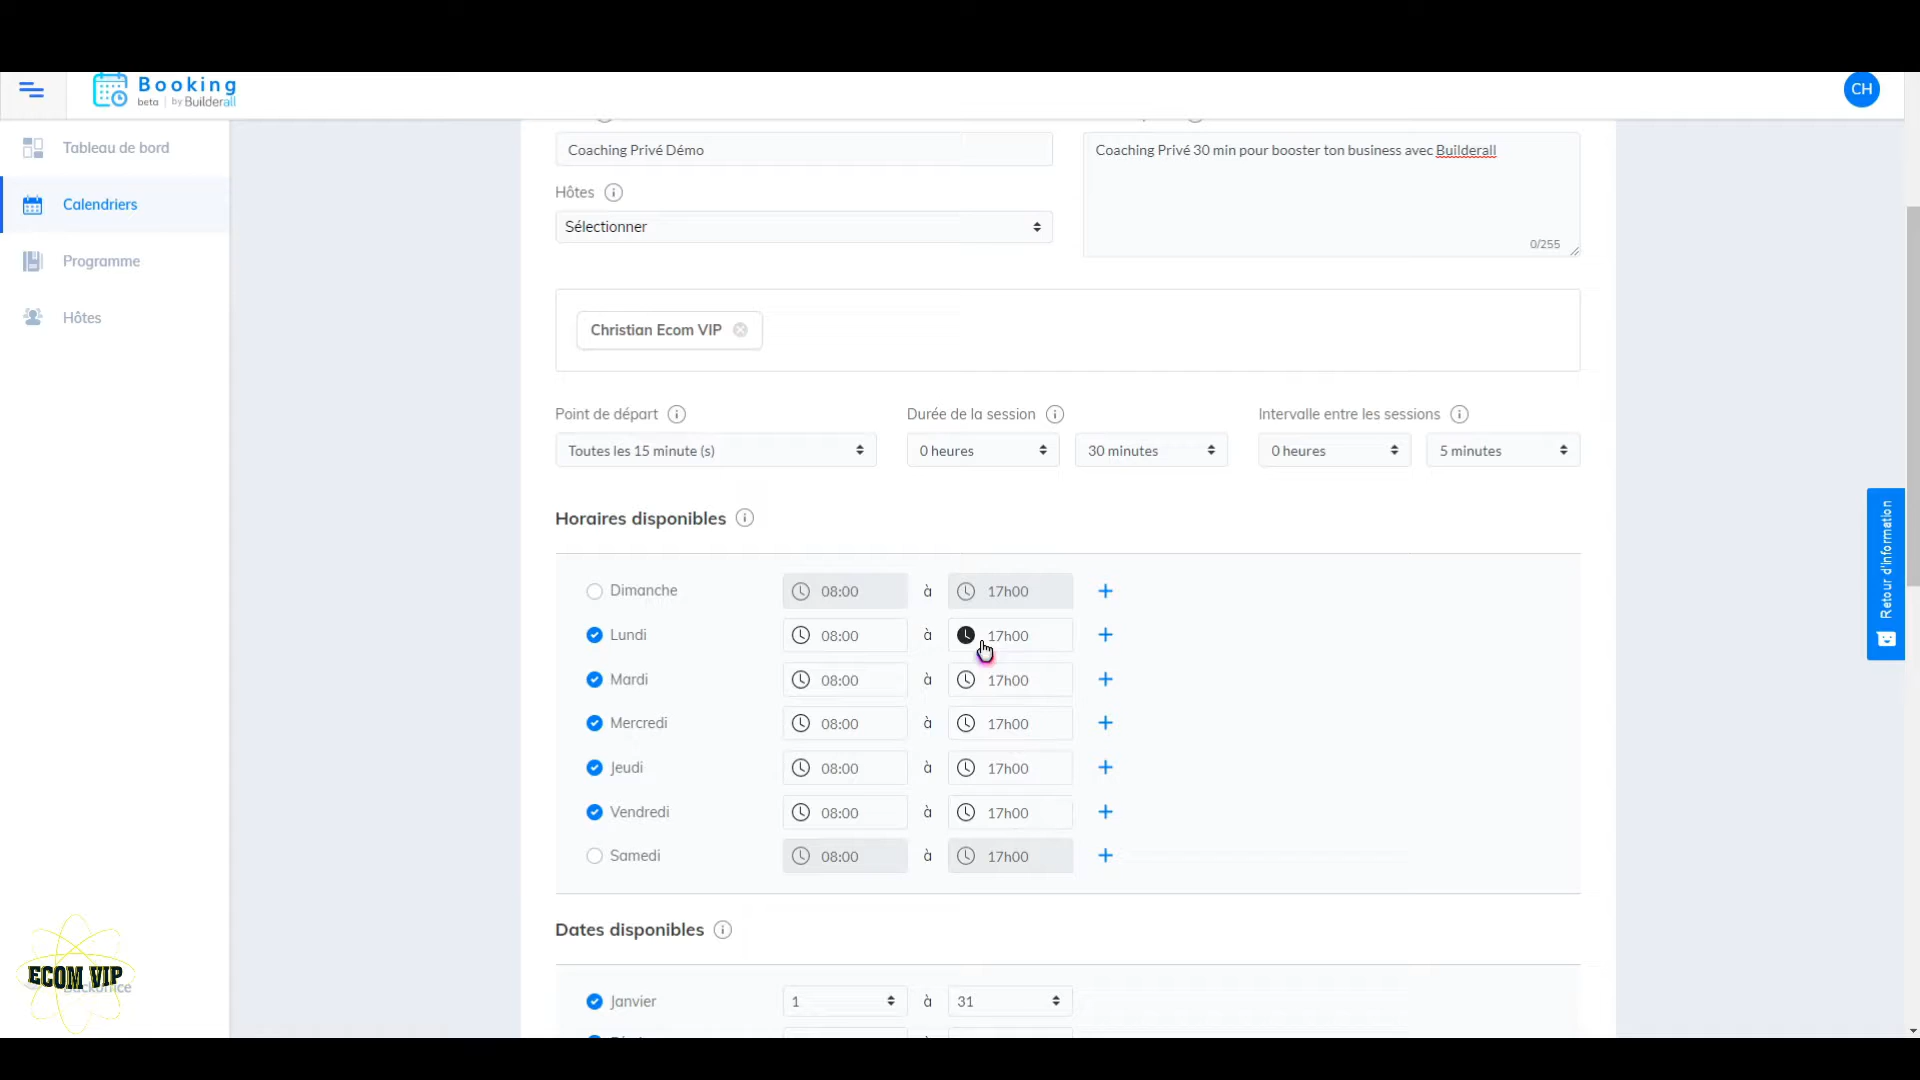 Booking
beta | by Builderall
CH
Tableau de bord
Calendriers
Programme
Hôtes
Coaching Privé Démo
Coaching Privé 30 min pour booster ton business avec Builderall
0/255
Hôtes
Sélectionner
Christian Ecom VIP
Point de départ
Toutes les 15 minute (s)
Durée de la session
0 heures
30 minutes
Intervalle entre les sessions
0 heures
5 minutes
Horaires disponibles
Dimanche 08:00 à 17h00 +
Lundi 08:00 à 17h00 +
Mardi 08:00 à 17h00 +
Mercredi 08:00 à 17h00 +
Jeudi 08:00 à 17h00 +
Vendredi 08:00 à 17h00 +
Samedi 08:00 à 17h00 +
Dates disponibles
Janvier 1 à 31
Retour d'information
ECOM VIP